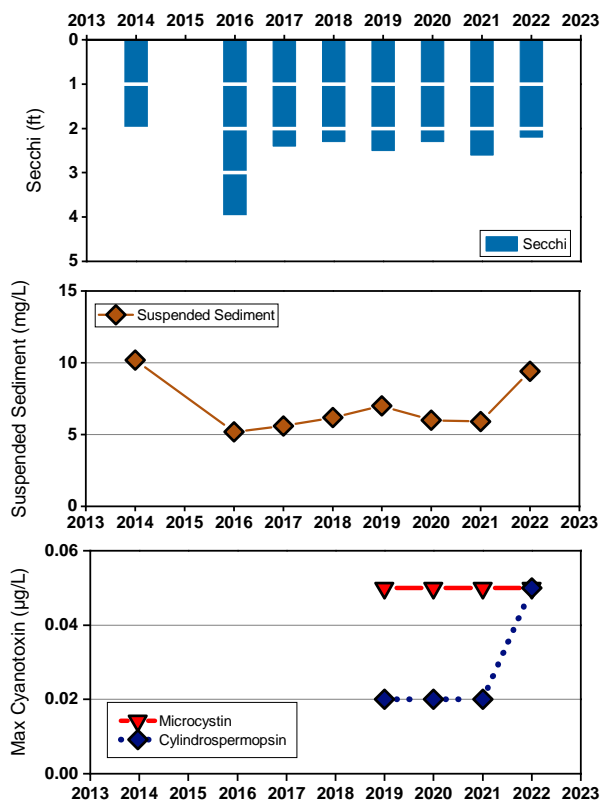 2013 2014 2015 2016 2017 2018 2019 2020 2021 2022 2023
0
1
2
3
4
5
Secchi (ft)
Secchi
15
10
5
0
Suspended Sediment (mg/L)
Suspended Sediment
2013 2014 2015 2016 2017 2018 2019 2020 2021 2022 2023
0.06
0.04
0.02
0.00
Max Cyanotoxin (µg/L)
Microcystin
Cylindrospermopsin
2013 2014 2015 2016 2017 2018 2019 2020 2021 2022 2023